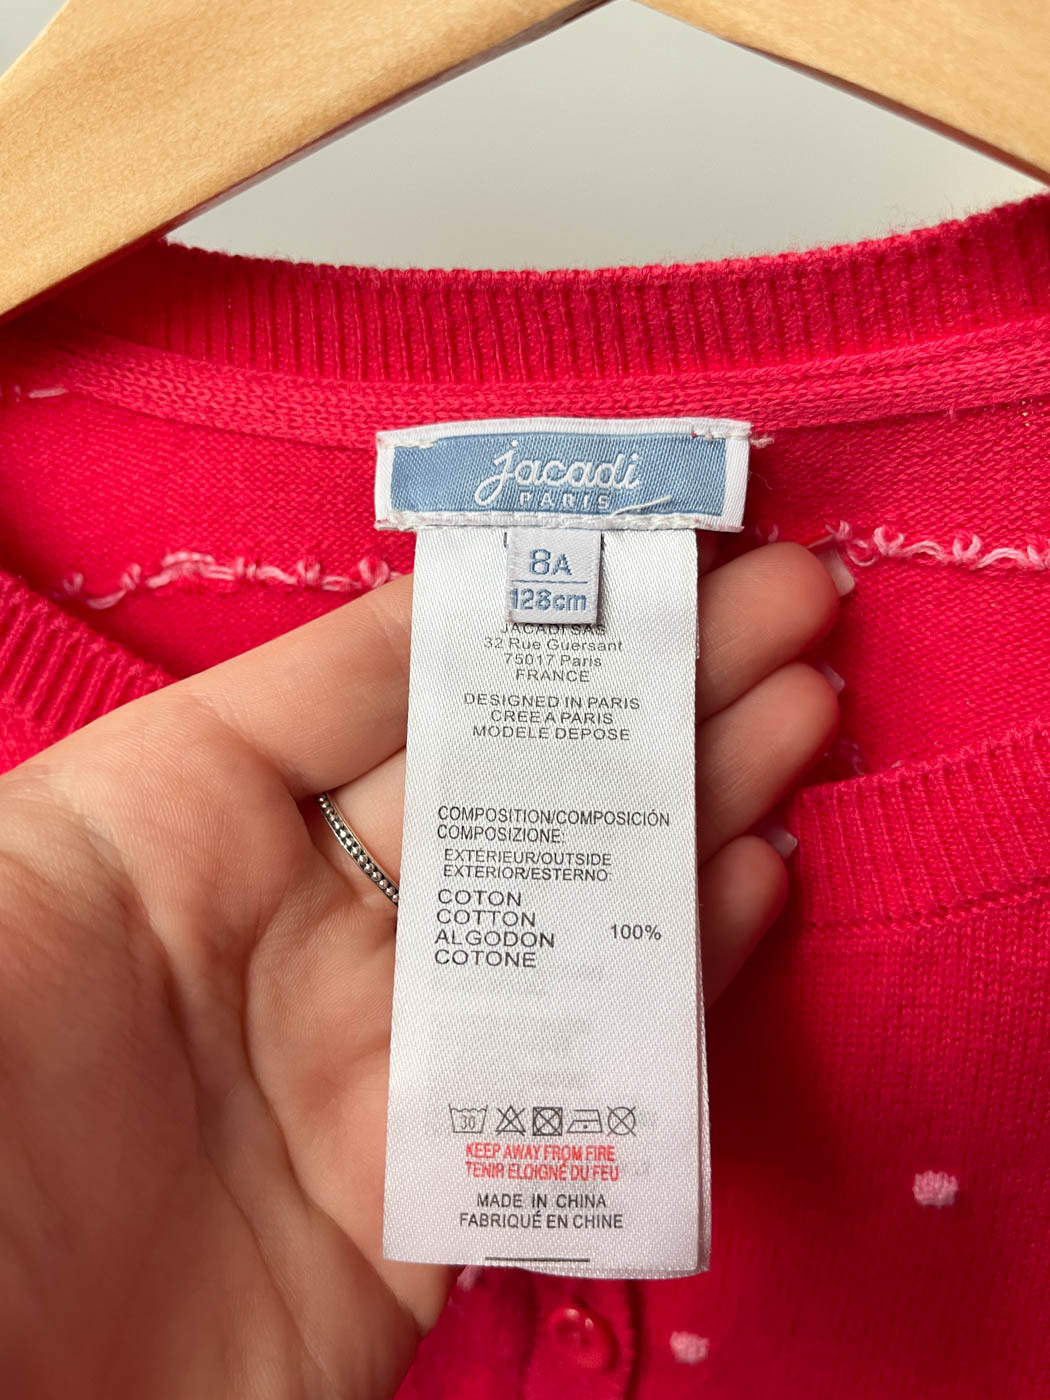 jacadi
PARIS
8A
128cm
JACADI SAS
32 Rue Guersant
75017 Paris
FRANCE
DESIGNED IN PARIS
CREE A PARIS
MODELE DEPOSE
COMPOSITION/COMPOSICIÓN
COMPOSIZIONE:
EXTERIEUR/OUTSIDE
EXTERIOR/ESTERNO:
COTON
COTTON
ALGODON 100%
COTONE
30
KEEP AWAY FROM FIRE
TENIR ELOIGNÉ DU FEU
MADE IN CHINA
FABRIQUÉ EN CHINE